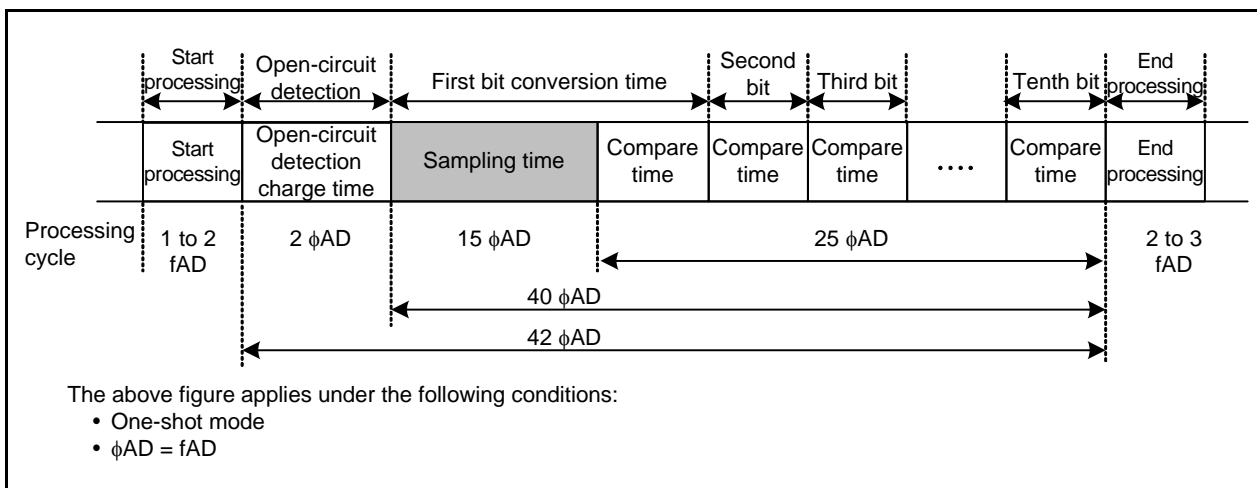 Start processing
Open-circuit detection
First bit conversion time
Second bit
Third bit
Tenth bit
End processing
Start processing
Open-circuit detection charge time
Sampling time
Compare time
Compare time
Compare time
....
Compare time
End processing
Processing cycle
1 to 2 fAD
2 ϕAD
15 ϕAD
25 ϕAD
2 to 3 fAD
40 ϕAD
42 ϕAD
The above figure applies under the following conditions:
• One-shot mode
• ϕAD = fAD